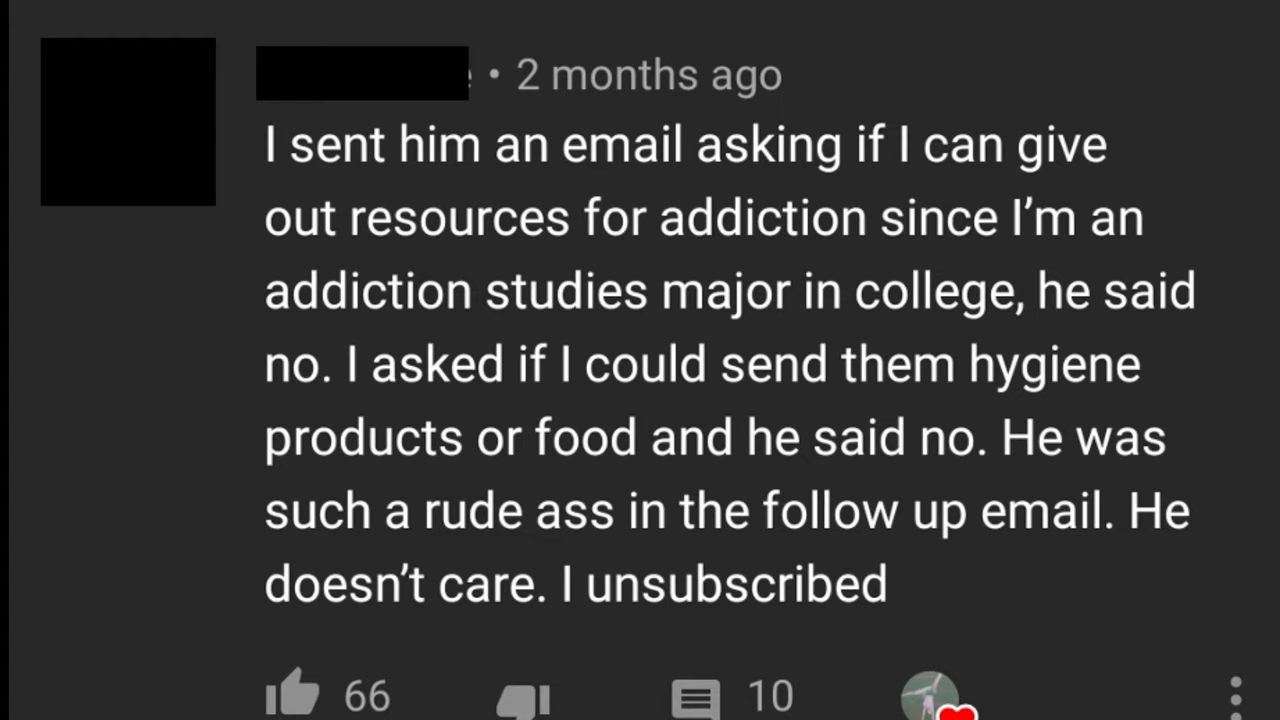 • 2 months ago
I sent him an email asking if I can give
out resources for addiction since I’m an
addiction studies major in college, he said
no. I asked if I could send them hygiene
products or food and he said no. He was
such a rude ass in the follow up email. He
doesn’t care. I unsubscribed
66 10